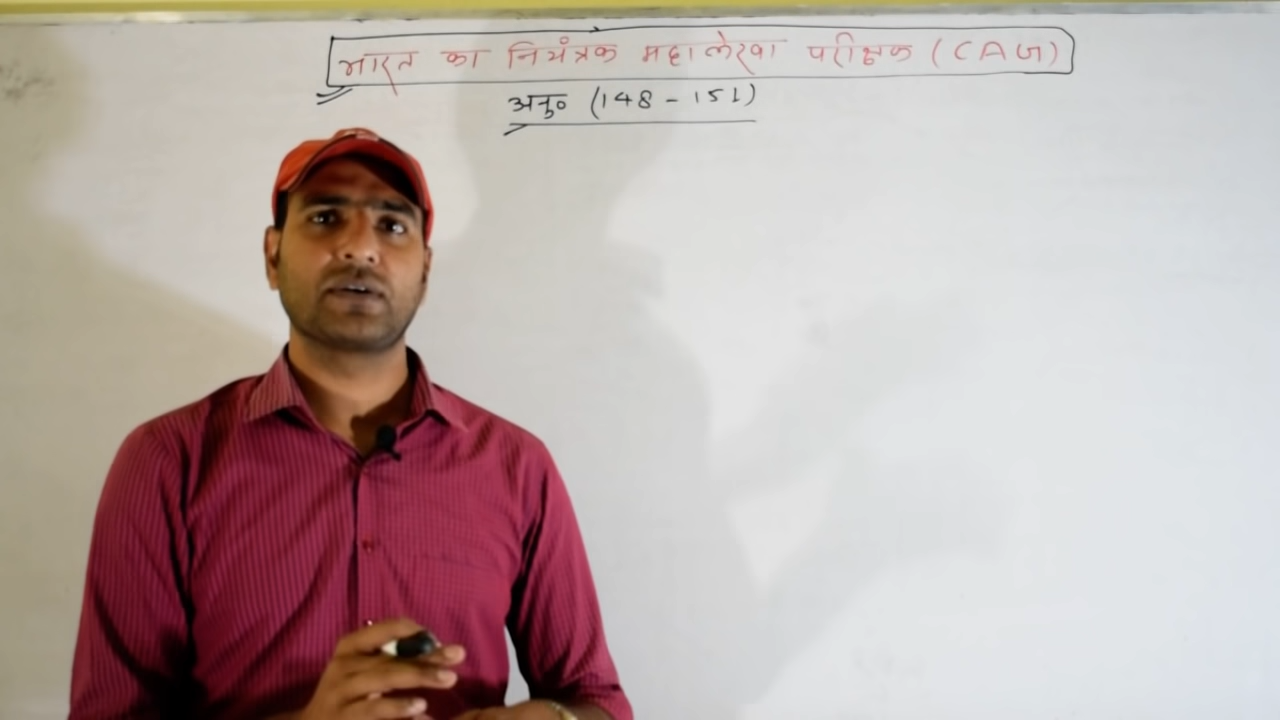 भारत का नियंत्रक महालेखा परीक्षक (CAG)
अनु० (148 - 151)